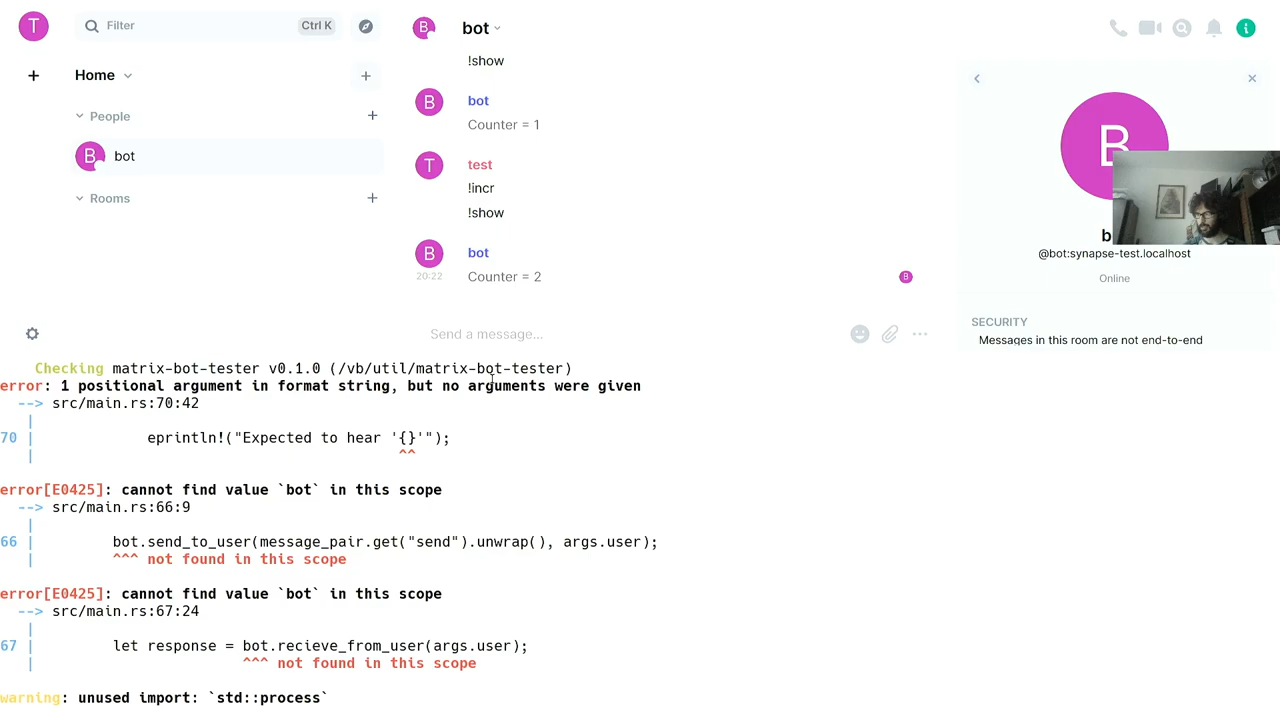 T
Filter
Ctrl K
Home
People
B
bot
Rooms
B
bot
!show
B
bot
Counter = 1
T
test
!incr
!show
B
bot
20:22
Counter = 2
B
Send a message...
B
b
@bot:synapse-test.localhost
Online
SECURITY
Messages in this room are not end-to-end
Checking matrix-bot-tester v0.1.0 (/vb/util/matrix-bot-tester)
error: 1 positional argument in format string, but no arguments were given
--> src/main.rs:70:42
|
70 | eprintln!("Expected to hear '{}'");
| ^^
error[E0425]: cannot find value `bot` in this scope
--> src/main.rs:66:9
|
66 | bot.send_to_user(message_pair.get("send").unwrap(), args.user);
| ^^^ not found in this scope
error[E0425]: cannot find value `bot` in this scope
--> src/main.rs:67:24
|
67 | let response = bot.recieve_from_user(args.user);
| ^^^ not found in this scope
warning: unused import: `std::process`